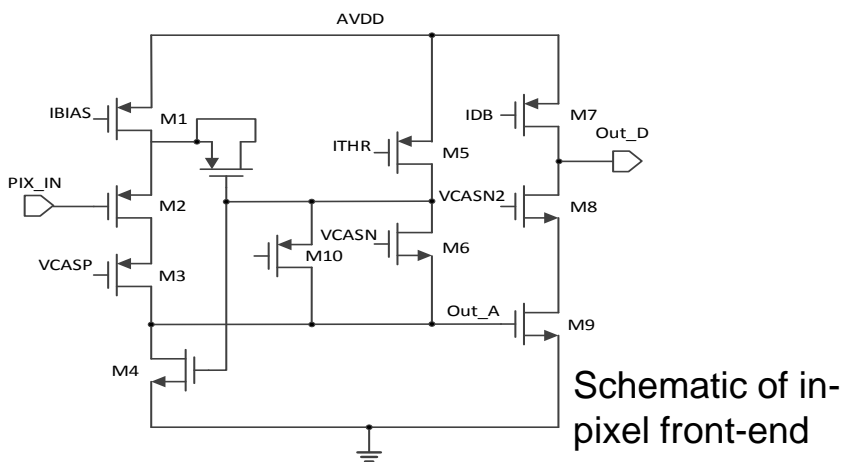 AVDD
IBIAS
M1
IDB
M7
Out_D
ITHR
M5
PIX_IN
M2
VCASN2
M8
VCASN
M10
M6
VCASP
M3
Out_A
M9
M4
Schematic of in-
pixel front-end